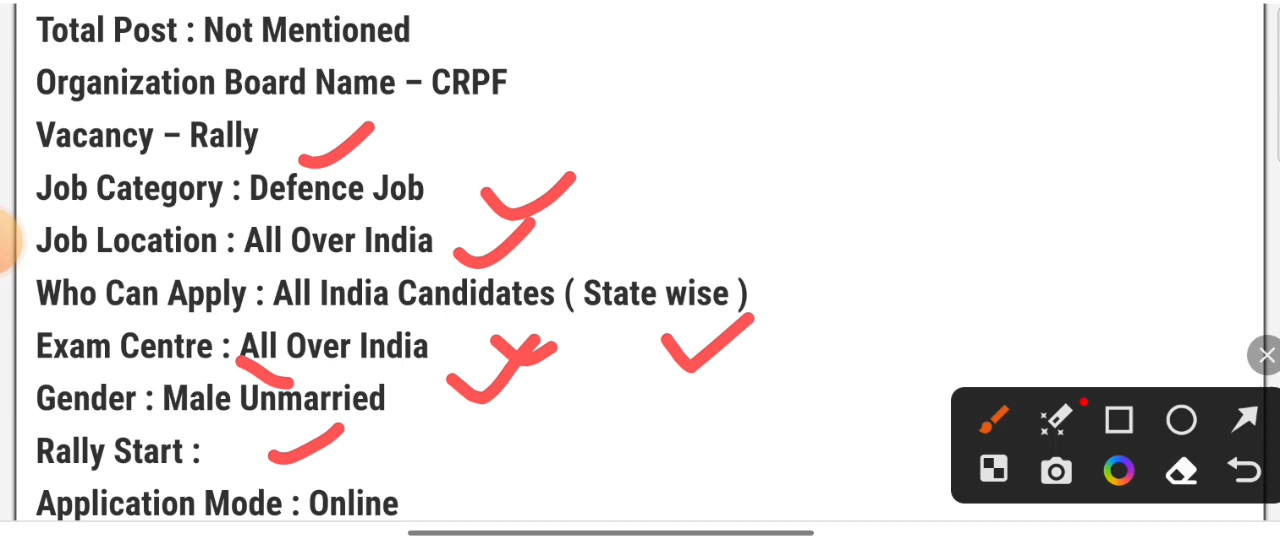 Total Post : Not Mentioned
Organization Board Name – CRPF
Vacancy – Rally
Job Category : Defence Job
Job Location : All Over India
Who Can Apply : All India Candidates ( State wise )
Exam Centre : All Over India
Gender : Male Unmarried
Rally Start :
Application Mode : Online